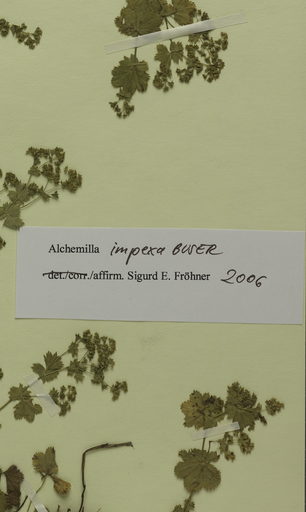 Alchemilla impexa BUSER
det./corr./affirm. Sigurd E. Fröhner 2006